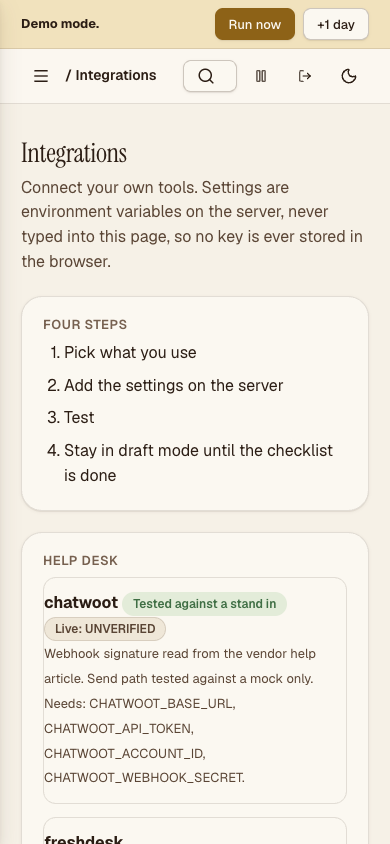 Demo mode.
Run now
+1 day
/ Integrations
Integrations
Connect your own tools. Settings are
environment variables on the server, never
typed into this page, so no key is ever stored in
the browser.
FOUR STEPS
1. Pick what you use
2. Add the settings on the server
3. Test
4. Stay in draft mode until the checklist
is done
HELP DESK
chatwoot Tested against a stand in
Live: UNVERIFIED
Webhook signature read from the vendor help
article. Send path tested against a mock only.
Needs: CHATWOOT_BASE_URL,
CHATWOOT_API_TOKEN,
CHATWOOT_ACCOUNT_ID,
CHATWOOT_WEBHOOK_SECRET.
freshdesk